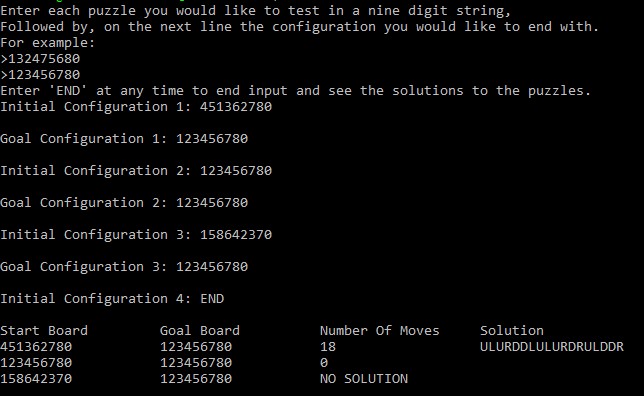 Enter each puzzle you would like to test in a nine digit string,
Followed by, on the next line the configuration you would like to end with.
For example:
>132475680
>123456780
Enter 'END' at any time to end input and see the solutions to the puzzles.
Initial Configuration 1: 451362780
Goal Configuration 1: 123456780
Initial Configuration 2: 123456780
Goal Configuration 2: 123456780
Initial Configuration 3: 158642370
Goal Configuration 3: 123456780
Initial Configuration 4: END
Start Board Goal Board Number Of Moves Solution
451362780 123456780 18 ULURDDLULURDRULDDR
123456780 123456780 0
158642370 123456780 NO SOLUTION